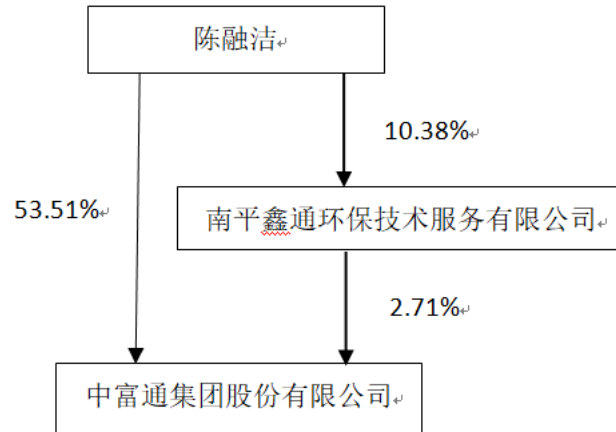 陈融洁
10.38%
53.51%
南平鑫通环保技术服务有限公司
2.71%
中富通集团股份有限公司